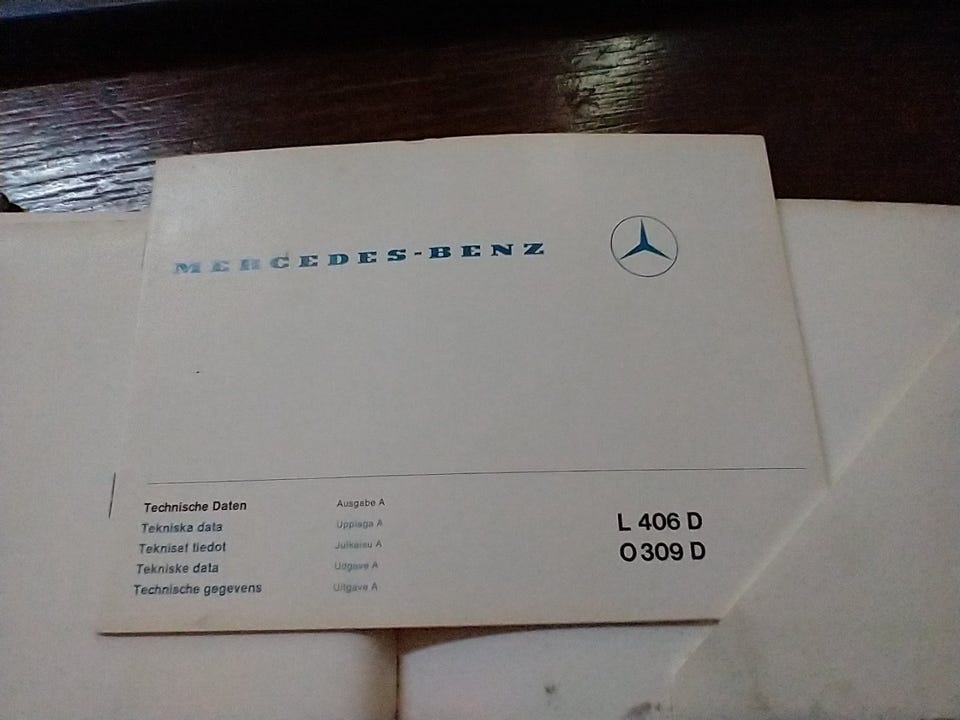 MERCEDES-BENZ
Technische Daten Ausgabe A
Tekniska data Upplaga A
Tekniset tiedot Julkaisu A
Tekniske data Udgave A
Technische gegevens Uitgave A
L 406 D
O 309 D